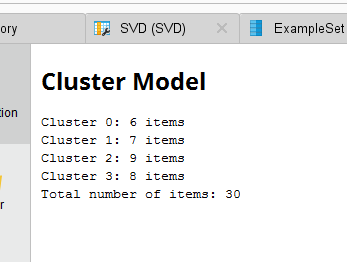 ory
SVD (SVD)
ExampleSet
Cluster Model
tion
Cluster 0: 6 items
Cluster 1: 7 items
Cluster 2: 9 items
Cluster 3: 8 items
Total number of items: 30
r